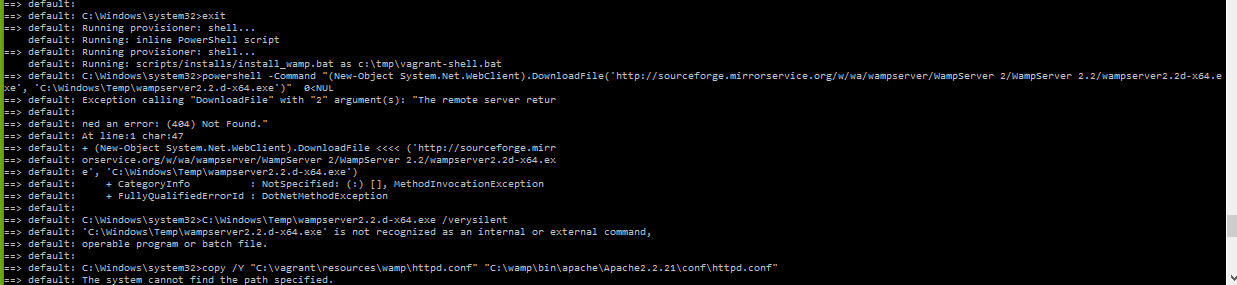 ==> default:
==> default: C:\Windows\system32>exit
==> default: Running provisioner: shell...
    default: Running: inline PowerShell script
==> default: Running provisioner: shell...
    default: Running: scripts/installs/install_wamp.bat as c:\tmp\vagrant-shell.bat
==> default: C:\Windows\system32>powershell -Command "(New-Object System.Net.WebClient).DownloadFile('http://sourceforge.mirrorservice.org/w/wa/wampserver/WampServer 2/WampServer 2.2/wampserver2.2d-x64.e
xe', 'C:\Windows\Temp\wampserver2.2.d-x64.exe')"  0<NUL
==> default: Exception calling "DownloadFile" with "2" argument(s): "The remote server retur
==> default:
==> default: ned an error: (404) Not Found."
==> default: At line:1 char:47
==> default: + (New-Object System.Net.WebClient).DownloadFile <<<< ('http://sourceforge.mirr
==> default: orservice.org/w/wa/wampserver/WampServer 2/WampServer 2.2/wampserver2.2d-x64.ex
==> default: e', 'C:\Windows\Temp\wampserver2.2.d-x64.exe')
==> default:     + CategoryInfo          : NotSpecified: (:) [], MethodInvocationException
==> default:     + FullyQualifiedErrorId : DotNetMethodException
==> default:
==> default: C:\Windows\system32>C:\Windows\Temp\wampserver2.2.d-x64.exe /verysilent
==> default: 'C:\Windows\Temp\wampserver2.2.d-x64.exe' is not recognized as an internal or external command,
==> default: operable program or batch file.
==> default:
==> default: C:\Windows\system32>copy /Y "C:\vagrant\resources\wamp\httpd.conf" "C:\wamp\bin\apache\Apache2.2.21\conf\httpd.conf"
==> default: The system cannot find the path specified.